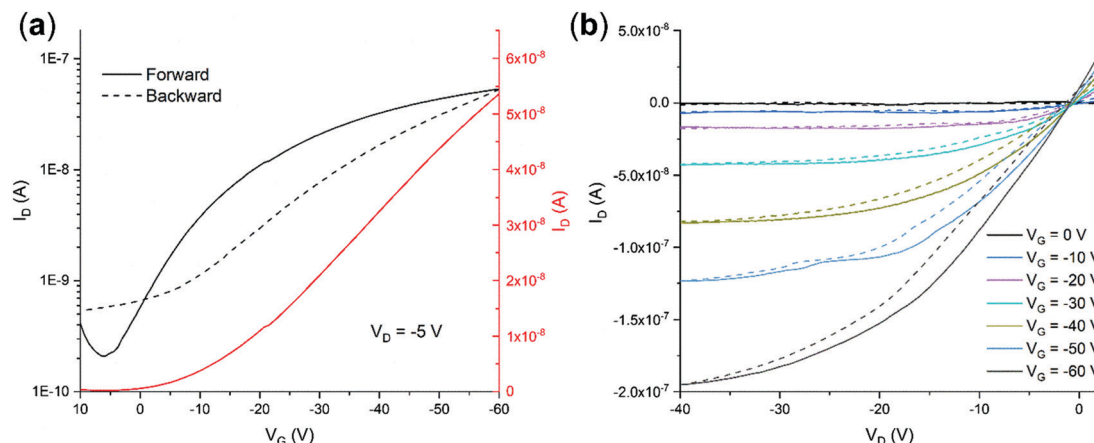 (a)
1E-7
1E-8
1E-9
1E-10
I_D (A)
Forward
Backward
V_D = -5 V
6x10^-8
5x10^-8
4x10^-8
3x10^-8
2x10^-8
1x10^-8
0
I_D (A)
10 0 -10 -20 -30 -40 -50 -60
V_G (V)
(b)
5.0x10^-8
0.0
-5.0x10^-8
-1.0x10^-7
-1.5x10^-7
-2.0x10^-7
I_D (A)
V_G = 0 V
V_G = -10 V
V_G = -20 V
V_G = -30 V
V_G = -40 V
V_G = -50 V
V_G = -60 V
-40 -30 -20 -10 0
V_D (V)